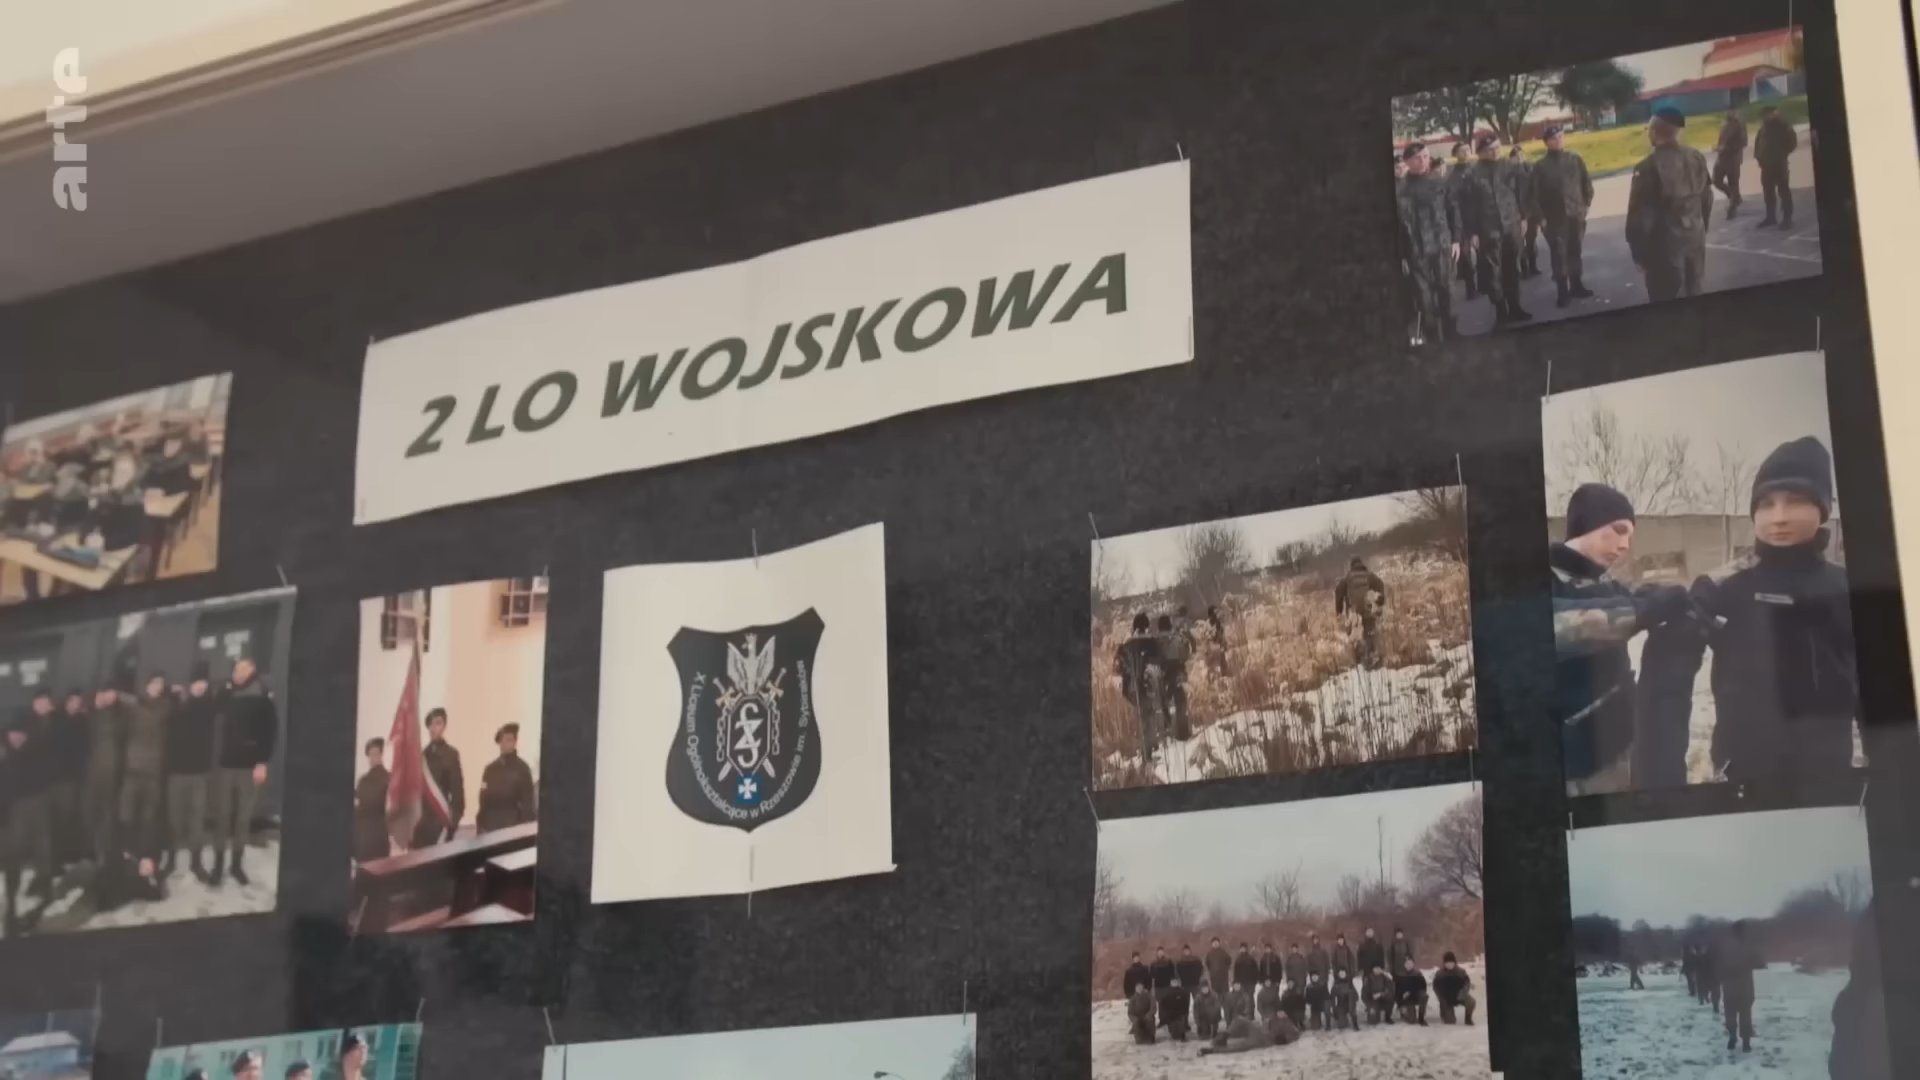 arte
2 LO WOJSKOWA
X Liceum Ogólnokształcące w Rzeszowie im. Sybiraków